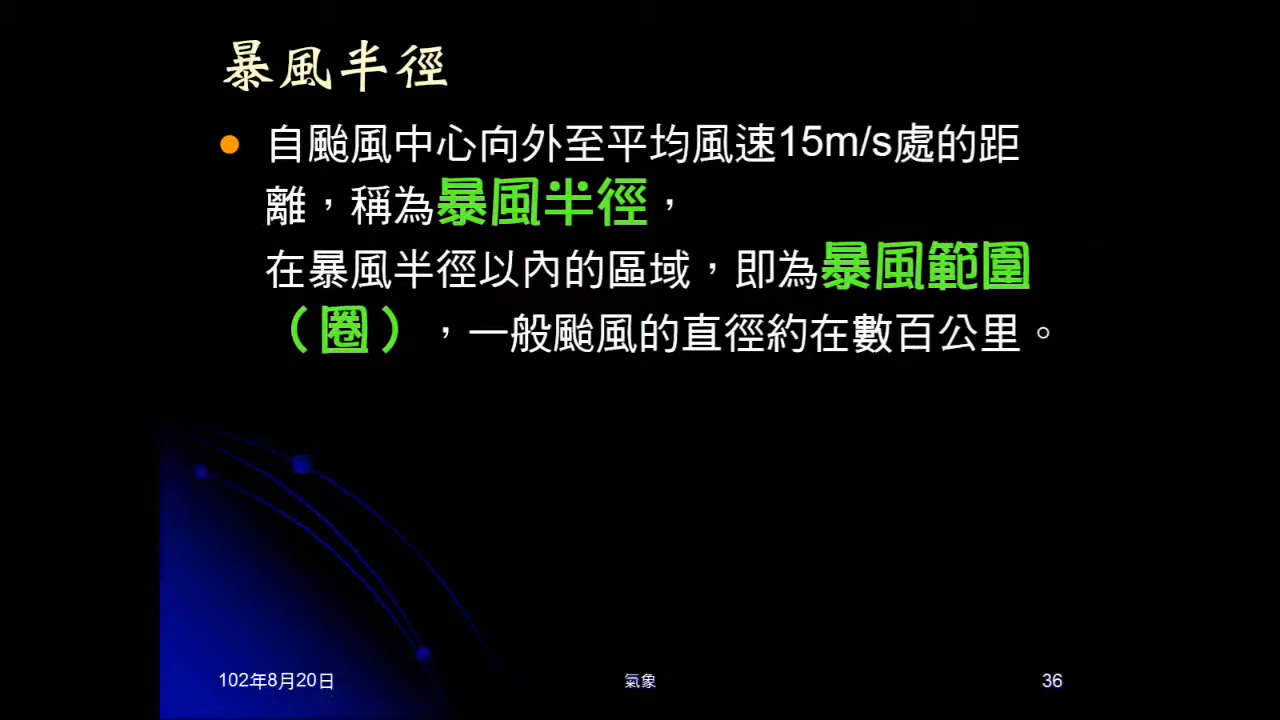 暴風半徑
自颱風中心向外至平均風速15m/s處的距
離，稱為暴風半徑，
在暴風半徑以內的區域，即為暴風範圍
（圈），一般颱風的直徑約在數百公里。
102年8月20日
氣象
36